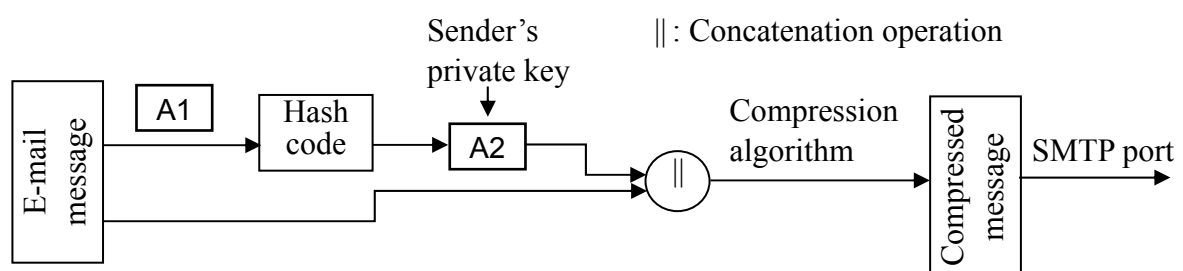 Sender’s
private key
|| : Concatenation operation
E-mail
message
A1
Hash
code
A2
||
Compression
algorithm
Compressed
message
SMTP port